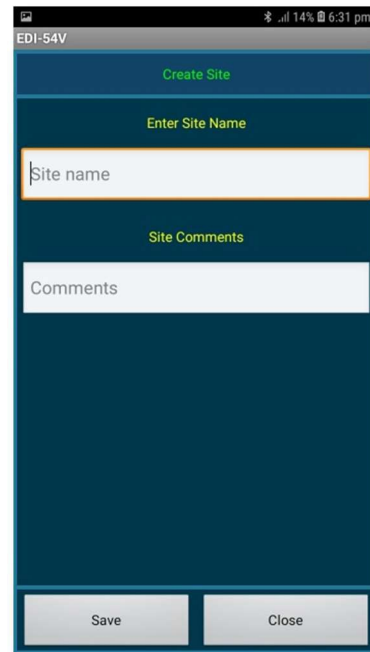 14% 6:31 pm
EDI-54V
Create Site
Enter Site Name
Site name
Site Comments
Comments
Save
Close